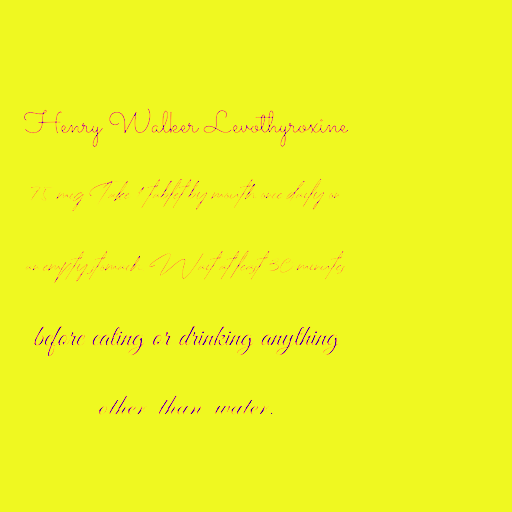 Henry Walker Levothyroxine
mcg Take 1 tablet by mouth once daily on
an empty stomach. Wait at least 30 minutes
before eating or drinking anything
other than water.